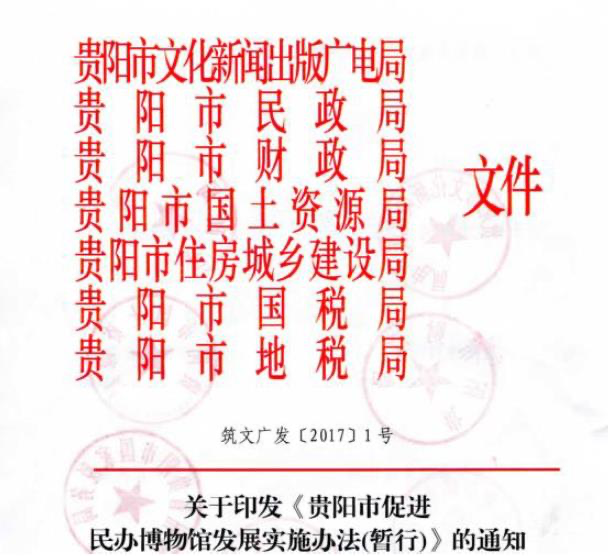 贵阳市文化新闻出版广电局
贵阳市民政局
贵阳市财政局
贵阳市国土资源局
贵阳市住房城乡建设局
贵阳市国税局
贵阳市地税局
文件
筑文广发〔2017〕1号
关于印发《贵阳市促进
民办博物馆发展实施办法(暂行)》的通知